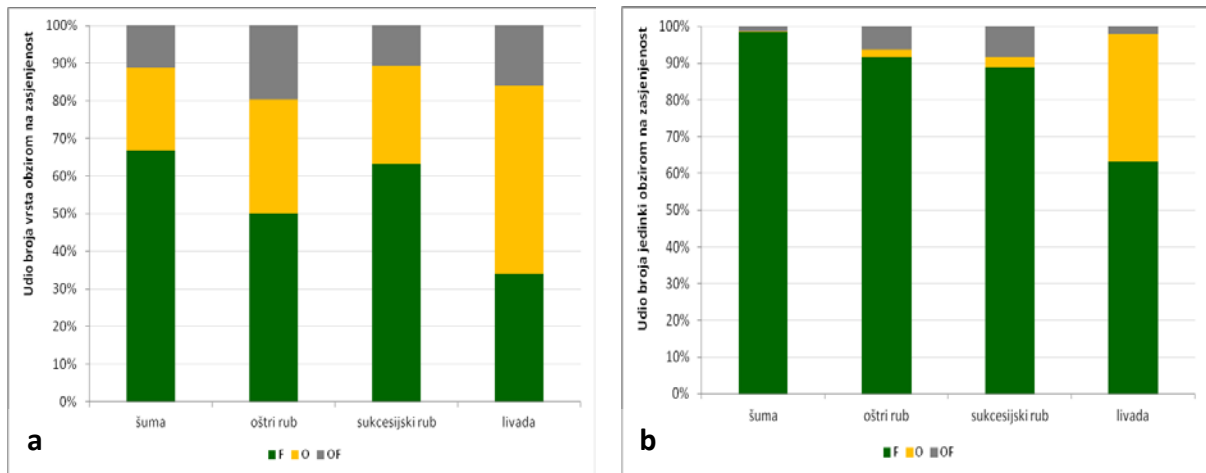 Udio broja vrsta obzirom na zasjenjenost
100%
90%
80%
70%
60%
50%
40%
30%
20%
10%
0%
šuma oštri rub sukcesijski rub livada
F O OF
a
Udio broja jedinki obzirom na zasjenjenost
100%
90%
80%
70%
60%
50%
40%
30%
20%
10%
0%
šuma oštri rub sukcesijski rub livada
F O OF
b